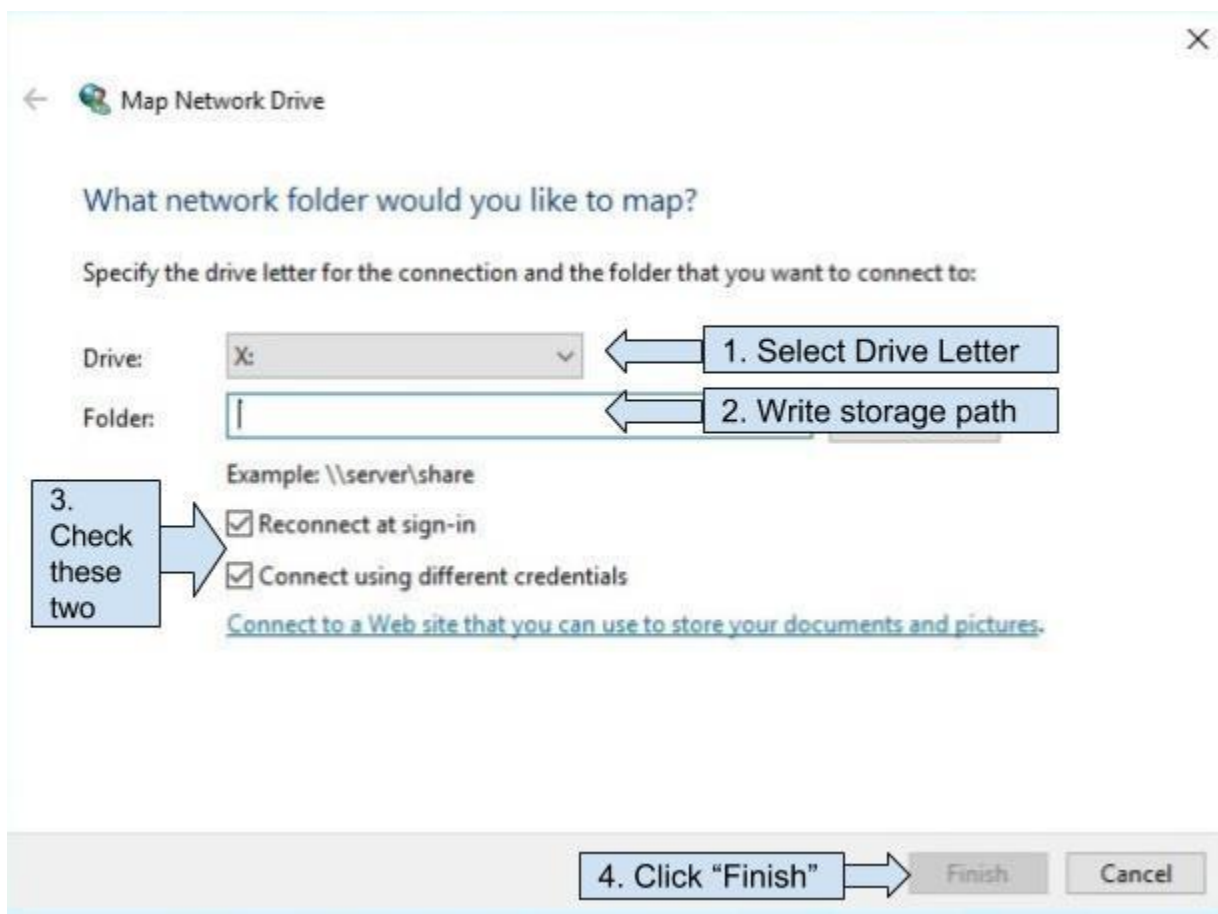 Map Network Drive
What network folder would you like to map?
Specify the drive letter for the connection and the folder that you want to connect to:
Drive:
X:
1. Select Drive Letter
Folder:
2. Write storage path
Example: \\server\share
3.
Check
these
two
Reconnect at sign-in
Connect using different credentials
Connect to a Web site that you can use to store your documents and pictures.
4. Click “Finish”
Finish
Cancel